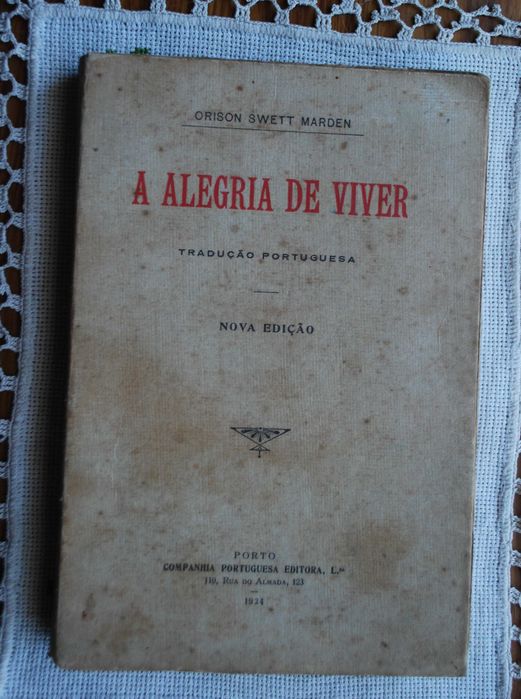 ORISON SWETT MARDEN
A ALEGRIA DE VIVER
TRADUÇÃO PORTUGUESA
NOVA EDIÇÃO
PORTO
COMPANHIA PORTUGUESA EDITORA, L.da
119, RUA DO ALMADA, 123
1924